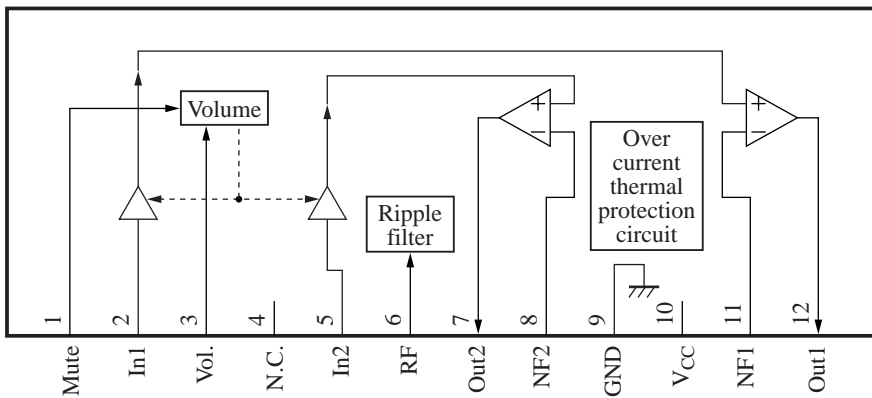 Volume
+
−
+
−
Over
current
thermal
protection
circuit
Ripple
filter
1
2
3
4
5
6
7
8
9
10
11
12
Mute
In1
Vol.
N.C.
In2
RF
Out2
NF2
GND
VCC
NF1
Out1